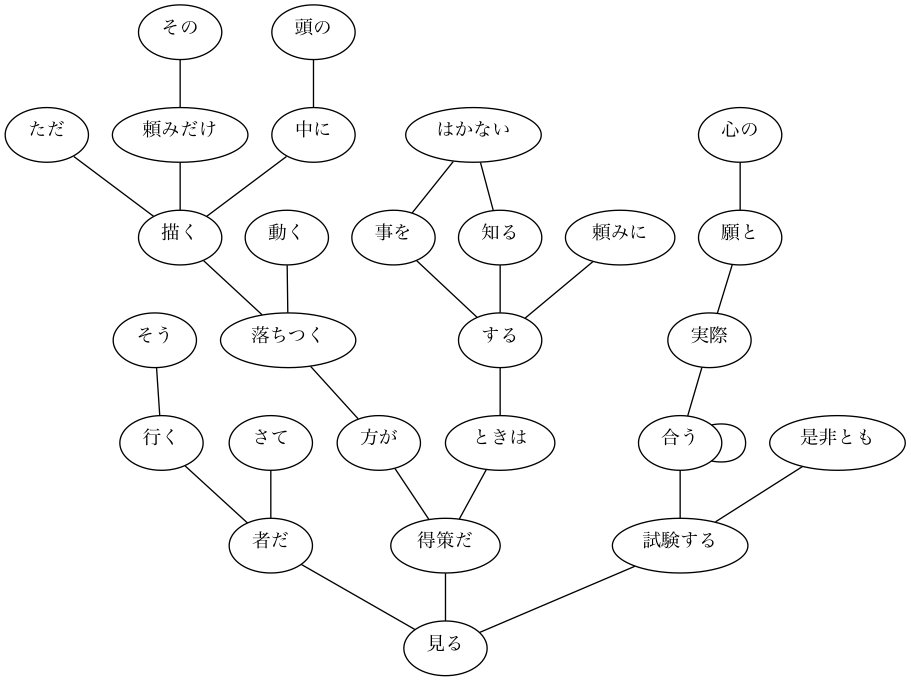 その
頭の
ただ
頼みだけ
中に
はかない
心の
描く
動く
事を
知る
頼みに
願と
そう
落ちつく
する
実際
行く
さて
方が
ときは
合う
是非とも
者だ
得策だ
試験する
見る